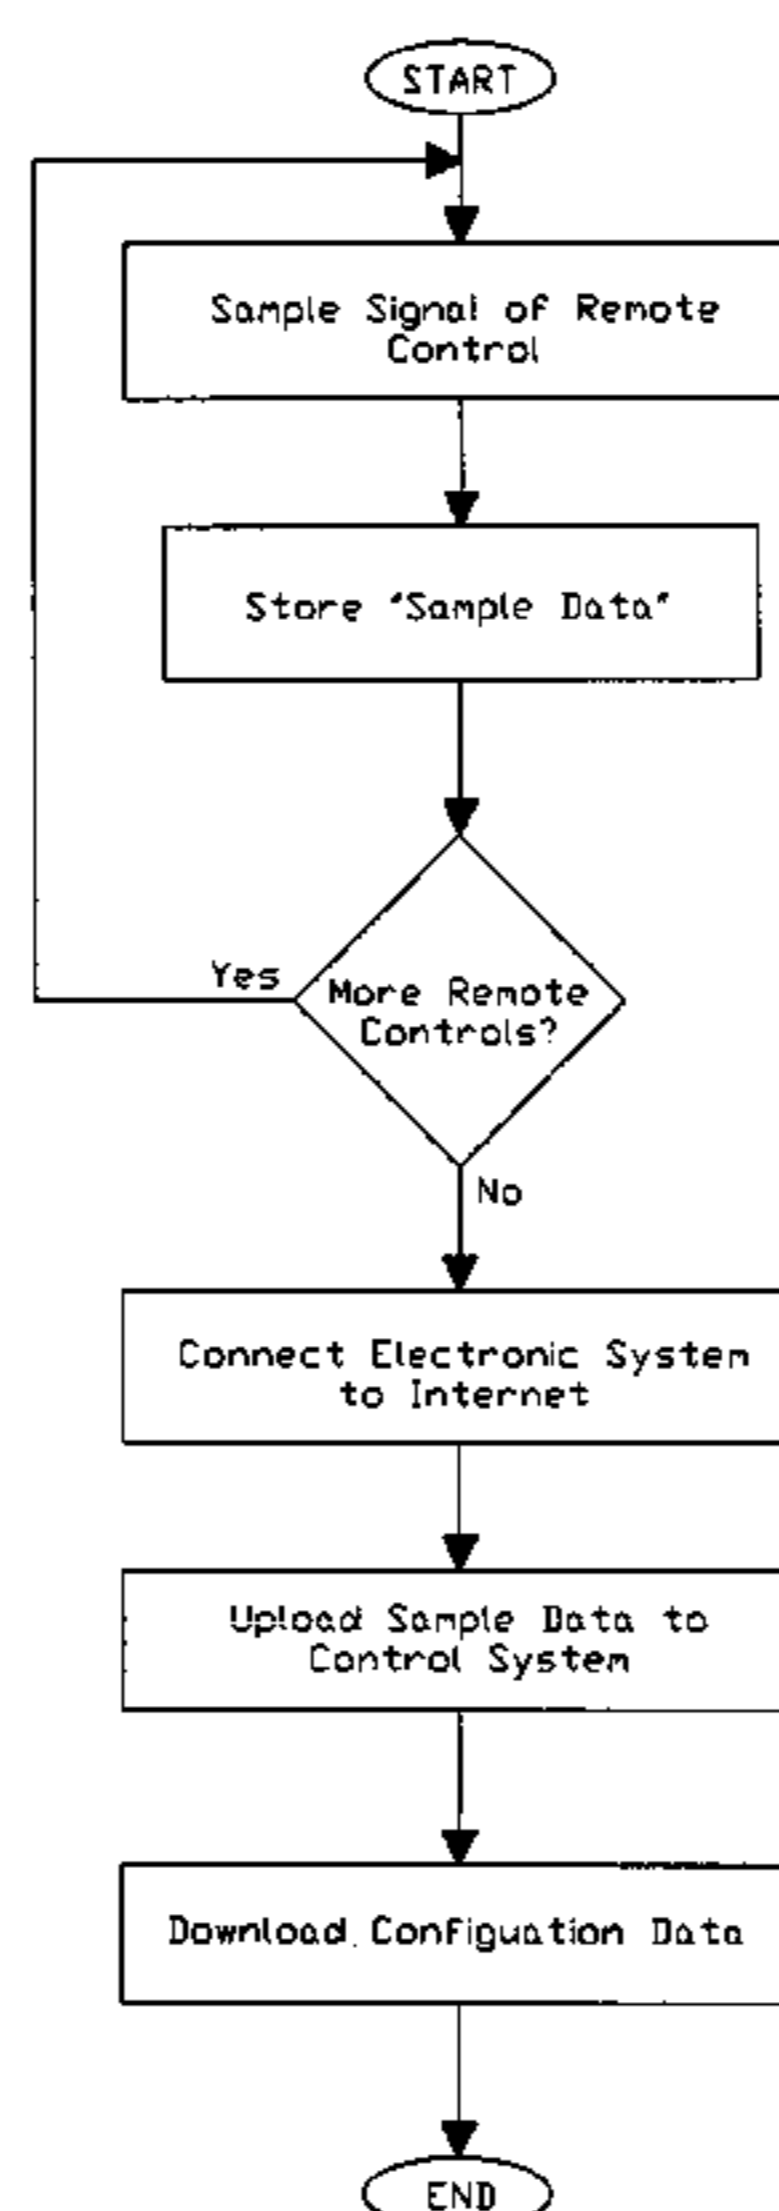 START
Sample Signal of Remote
Control
Store "Sample Data"
More Remote
Controls?
Yes
No
Connect Electronic System
to Internet
Upload Sample Data to
Control System
Download Configuation Data
END